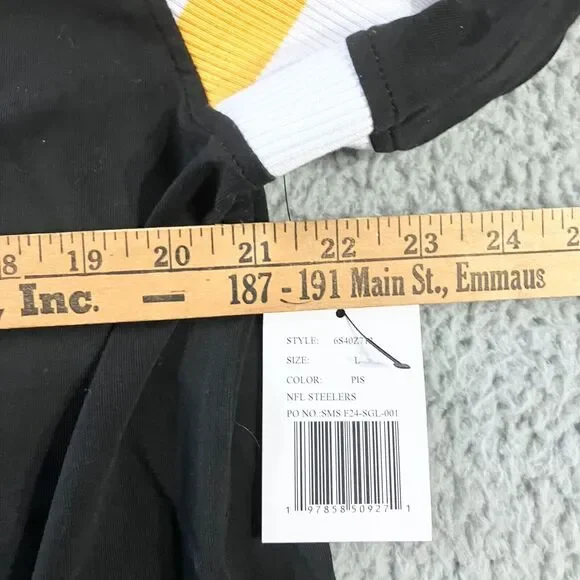 8 19 20 21 22 23 24
Inc. — 187-191 Main St., Emmaus
STYLE:
SIZE: L
COLOR: PIS
NFL STEELERS
PO NO.:SMS F24-SGL-001
1 97858 50927 1